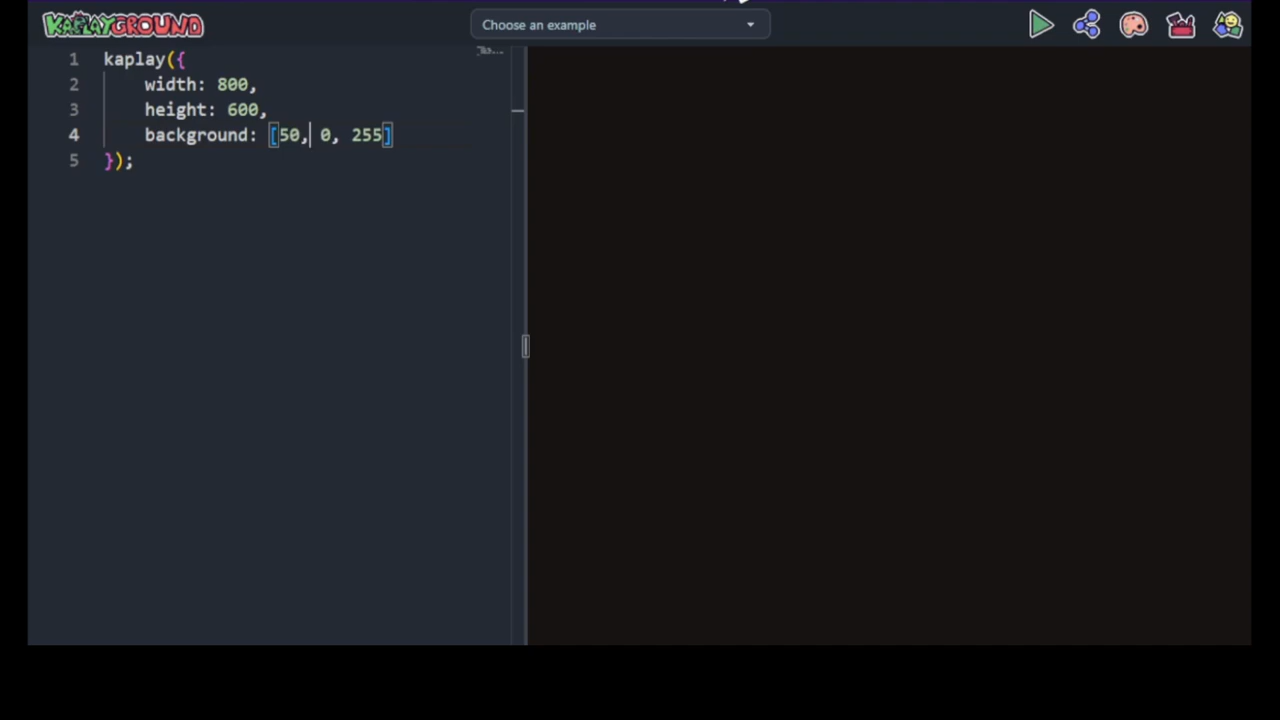 KAPLAYGROUND
Choose an example
1 kaplay({
2 width: 800,
3 height: 600,
4 background: [50, 0, 255]
5 });